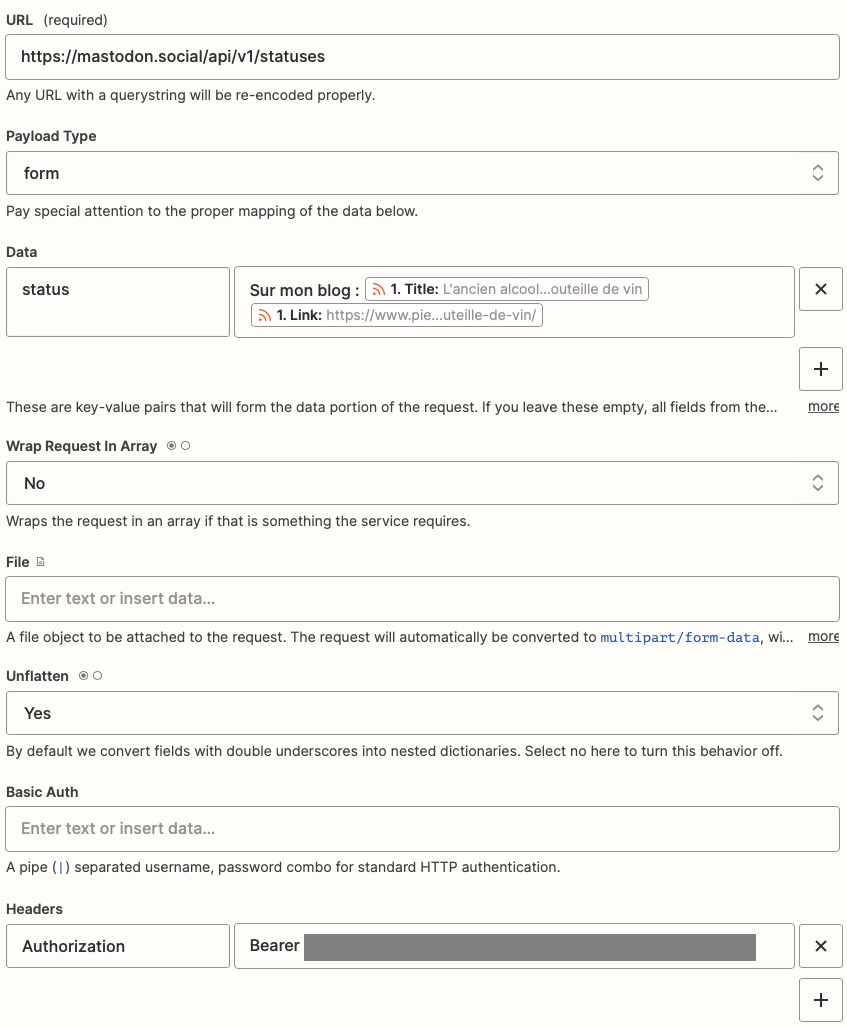 URL (required)
https://mastodon.social/api/v1/statuses
Any URL with a querystring will be re-encoded properly.
Payload Type
form
Pay special attention to the proper mapping of the data below.
Data
status
Sur mon blog : 1. Title: L'ancien alcool...outeille de vin
1. Link: https://www.pie...uteille-de-vin/
These are key-value pairs that will form the data portion of the request. If you leave these empty, all fields from the... more
Wrap Request In Array
No
Wraps the request in an array if that is something the service requires.
File
Enter text or insert data...
A file object to be attached to the request. The request will automatically be converted to multipart/form-data, wi... more
Unflatten
Yes
By default we convert fields with double underscores into nested dictionaries. Select no here to turn this behavior off.
Basic Auth
Enter text or insert data...
A pipe (|) separated username, password combo for standard HTTP authentication.
Headers
Authorization Bearer